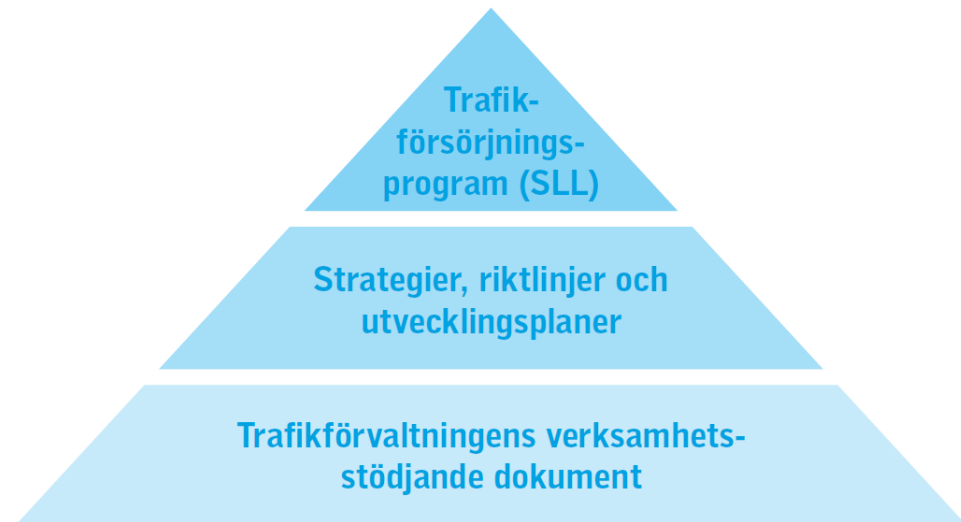 Trafik-
försörjnings-
program (SLL)
Strategier, riktlinjer och
utvecklingsplaner
Trafikförvaltningens verksamhets-
stödjande dokument